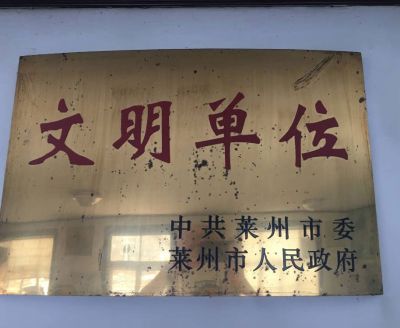 文明单位
中共莱州市委
莱州市人民政府